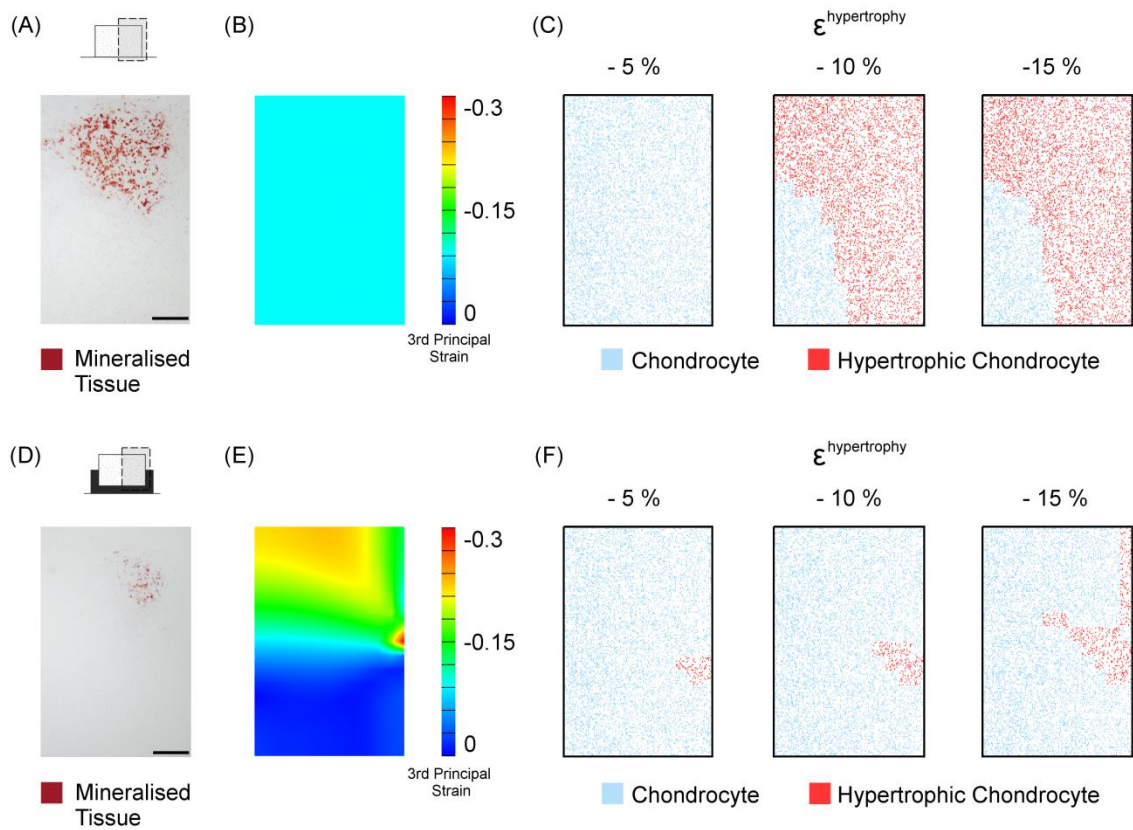 (A)
(B)
(C)
ε^hypertrophy
- 5 %
- 10 %
-15%
-0.3
-0.15
0
3rd Principal
Strain
Mineralised
Tissue
Chondrocyte
Hypertrophic Chondrocyte
(D)
(E)
(F)
ε^hypertrophy
- 5 %
- 10 %
- 15 %
-0.3
-0.15
0
3rd Principal
Strain
Mineralised
Tissue
Chondrocyte
Hypertrophic Chondrocyte